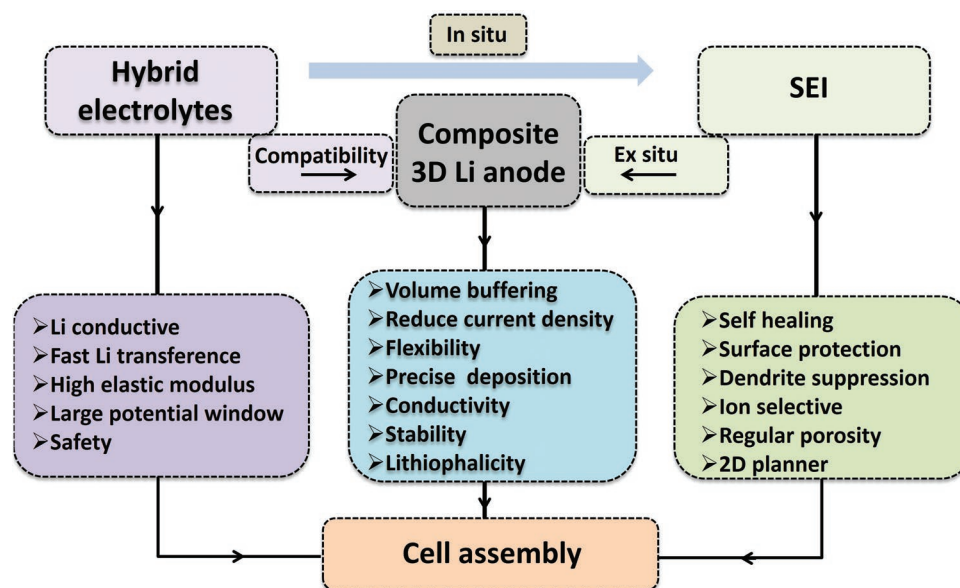 In situ
Hybrid
electrolytes
SEI
Composite
3D Li anode
Compatibility
Ex situ
➢Li conductive
➢Fast Li transference
➢High elastic modulus
➢Large potential window
➢Safety
➢Volume buffering
➢Reduce current density
➢Flexibility
➢Precise deposition
➢Conductivity
➢Stability
➢Lithiophalicity
➢Self healing
➢Surface protection
➢Dendrite suppression
➢Ion selective
➢Regular porosity
➢2D planner
Cell assembly